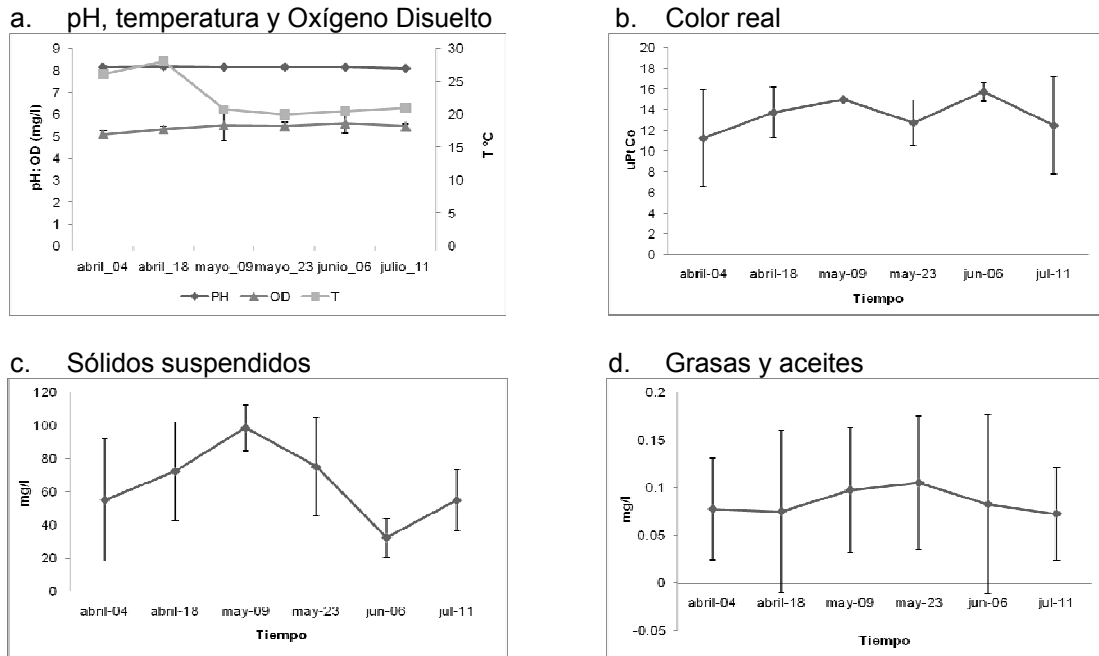 a. pH, temperatura y Oxígeno Disuelto
9
8
7
6
5
4
3
2
1
0
pH; OD (mg/l)
30
25
20
15
10
5
0
T ºC
abril_04 abril_18 mayo_09 mayo_23 junio_06 julio_11
PH OD T
b. Color real
20
18
16
14
12
10
8
6
4
2
0
uPtCo
abril-04 abril-18 may-09 may-23 jun-06 jul-11
Tiempo
c. Sólidos suspendidos
120
100
80
60
40
20
0
mg/l
abril-04 abril-18 may-09 may-23 jun-06 jul-11
Tiempo
d. Grasas y aceites
0.2
0.15
0.1
0.05
0
-0.05
mg/l
abril-04 abril-18 may-09 may-23 jun-06 jul-11
Tiempo